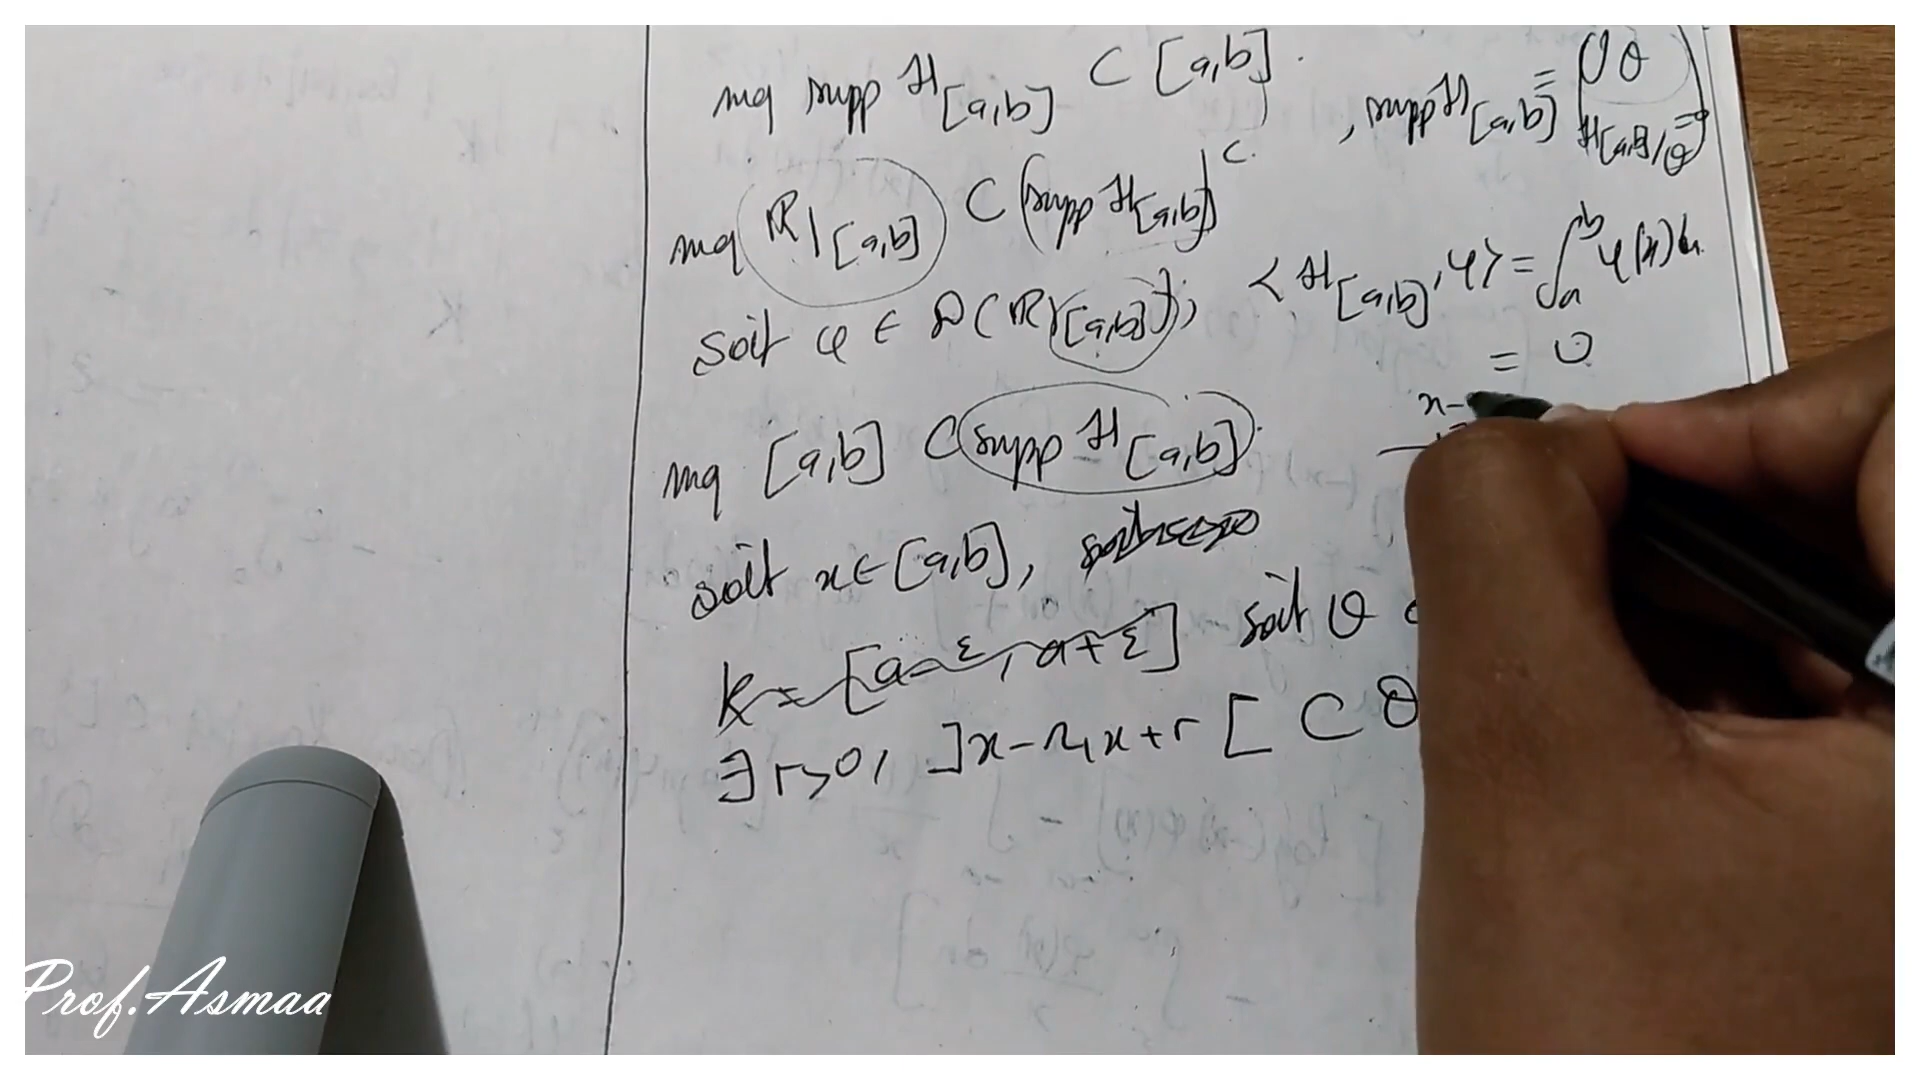 mq supp H[a,b] ⊂ [a,b].
, supp H[a,b] = (∪θ
H[a,b]/θ=0)
mq ℝ\[a,b] ⊂ (supp H[a,b])ᶜ.
soit φ ∈ D(ℝ\[a,b]), <H[a,b], φ> = ∫ₐᵇ φ(x)dx
= 0
mq [a,b] ⊂ supp H[a,b].
x-
soit x∈[a,b],
K = [a-ε, a+ε] soit θ
∃ r>0, ]x-r, x+r[ ⊂ θ
Prof.Asmaa